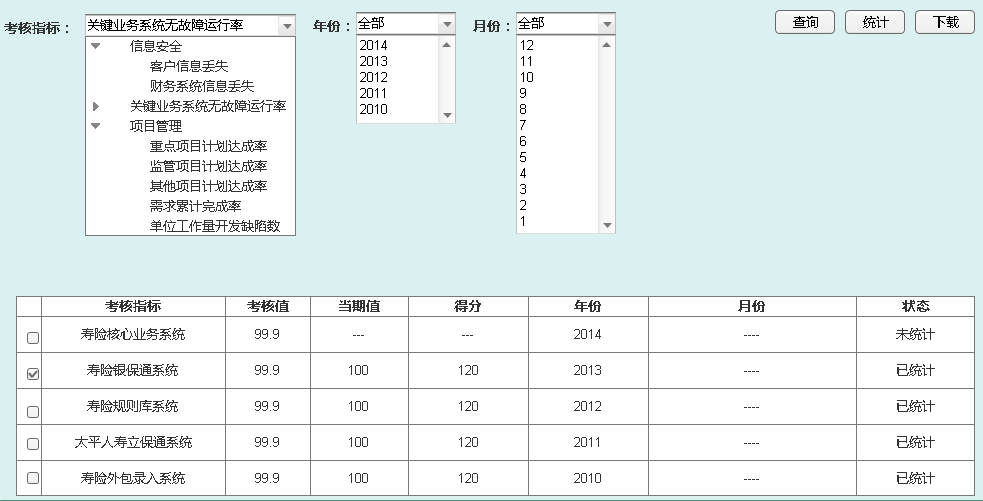 考核指标： 关键业务系统无故障运行率 年份： 全部 月份： 全部 查询 统计 下载
信息安全
客户信息丢失
财务系统信息丢失
关键业务系统无故障运行率
项目管理
重点项目计划达成率
监管项目计划达成率
其他项目计划达成率
需求累计完成率
单位工作量开发缺陷数
2014
2013
2012
2011
2010
12
11
10
9
8
7
6
5
4
3
2
1
考核指标 考核值 当期值 得分 年份 月份 状态
寿险核心业务系统 99.9 --- --- 2014 ---- 未统计
寿险银保通系统 99.9 100 120 2013 ---- 已统计
寿险规则库系统 99.9 100 120 2012 ---- 已统计
太平人寿立保通系统 99.9 100 120 2011 ---- 已统计
寿险外包录入系统 99.9 100 120 2010 ---- 已统计